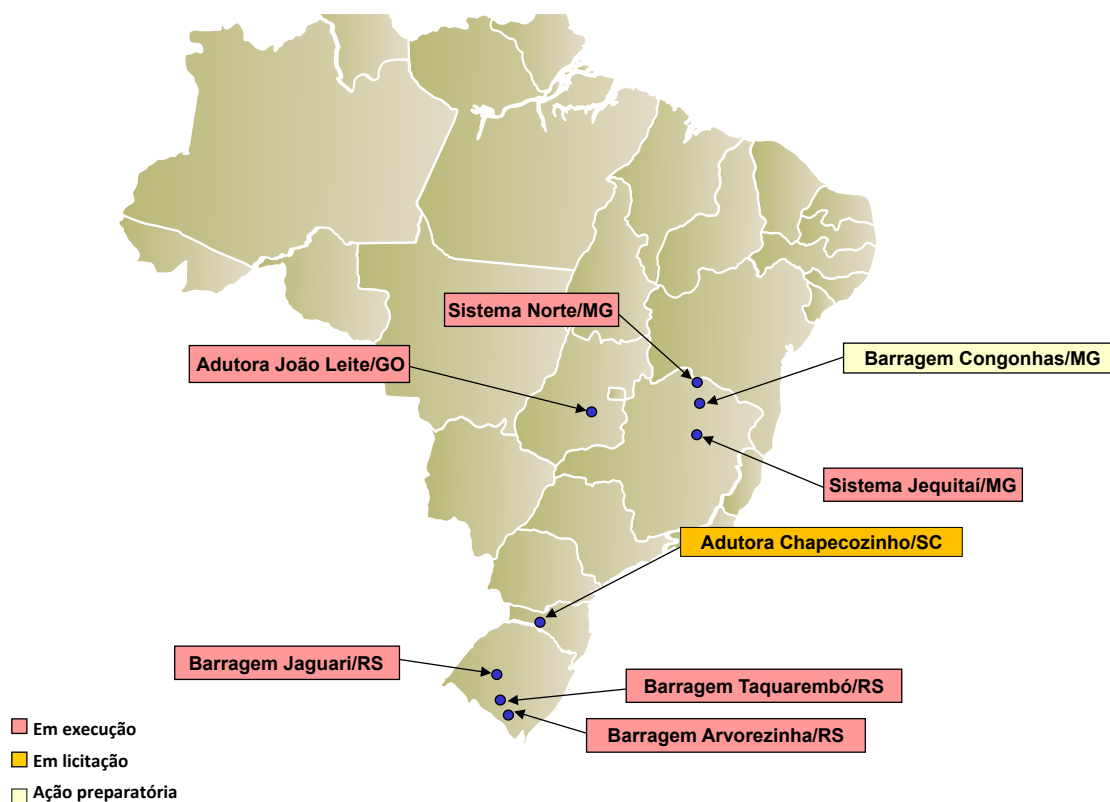 Sistema Norte/MG
Adutora João Leite/GO
Barragem Congonhas/MG
Sistema Jequitaí/MG
Adutora Chapecozinho/SC
Barragem Jaguari/RS
Barragem Taquarembó/RS
Barragem Arvorezinha/RS
Em execução
Em licitação
Ação preparatória